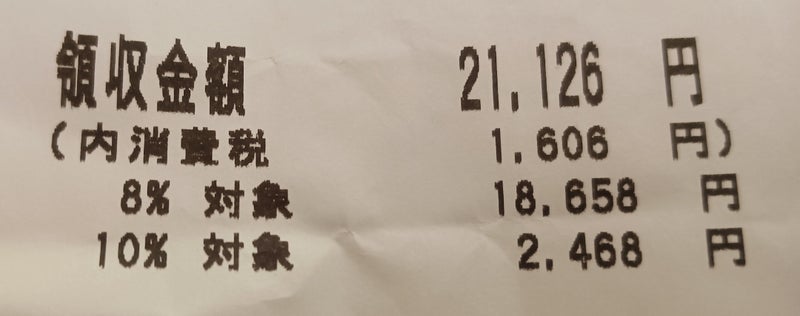 領収金額 21,126 円
(内消費税 1,606 円)
8% 対象 18,658 円
10% 対象 2,468 円